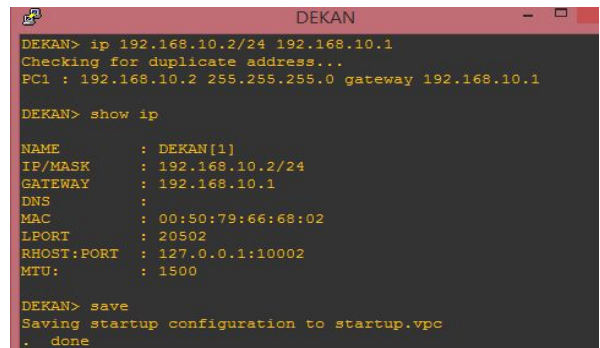 DEKAN
DEKAN> ip 192.168.10.2/24 192.168.10.1
Checking for duplicate address...
PC1 : 192.168.10.2 255.255.255.0 gateway 192.168.10.1
DEKAN> show ip
NAME : DEKAN[1]
IP/MASK : 192.168.10.2/24
GATEWAY : 192.168.10.1
DNS :
MAC : 00:50:79:66:68:02
LPORT : 20502
RHOST:PORT : 127.0.0.1:10002
MTU: : 1500
DEKAN> save
Saving startup configuration to startup.vpc
. done